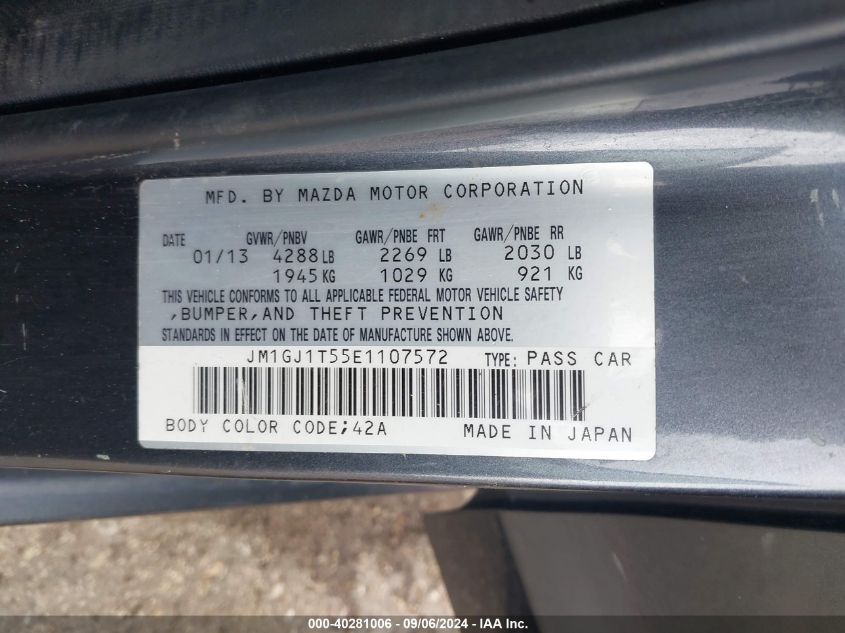 MFD. BY MAZDA MOTOR CORPORATION
DATE GVWR/PNBV GAWR/PNBE FRT GAWR/PNBE RR
01/13 4288LB 2269 LB 2030 LB
1945KG 1029 KG 921 KG
THIS VEHICLE CONFORMS TO ALL APPLICABLE FEDERAL MOTOR VEHICLE SAFETY
,BUMPER,AND THEFT PREVENTION
STANDARDS IN EFFECT ON THE DATE OF MANUFACTURE SHOWN ABOVE.
JM1GJ1T55E1107572 TYPE: PASS CAR
BODY COLOR CODE;42A MADE IN JAPAN
000-40281006 - 09/06/2024 - IAA Inc.